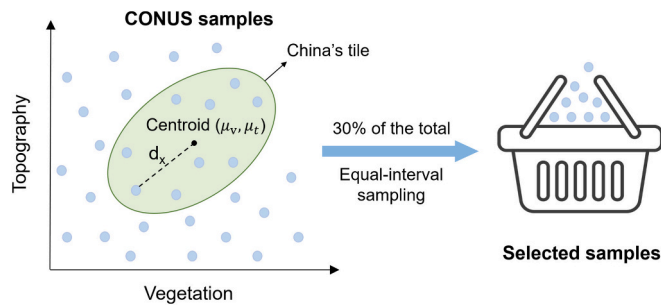 CONUS samples
China's tile
Topography
Centroid (μv, μt)
dx
Vegetation
30% of the total
Equal-interval
sampling
Selected samples